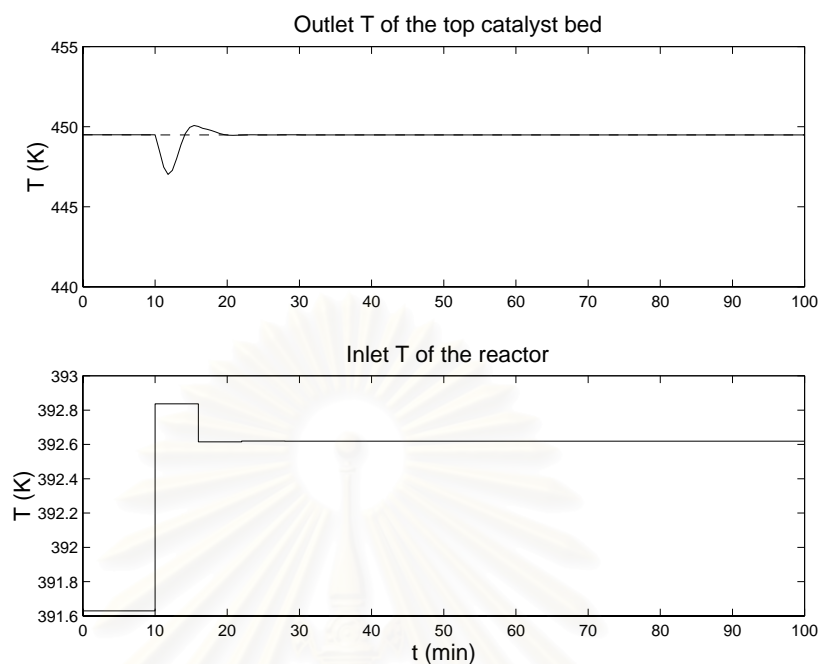 Outlet T of the top catalyst bed
455
450
445
440
T (K)
0 10 20 30 40 50 60 70 80 90 100
Inlet T of the reactor
393
392.8
392.6
392.4
392.2
392
391.8
391.6
T (K)
0 10 20 30 40 50 60 70 80 90 100
t (min)